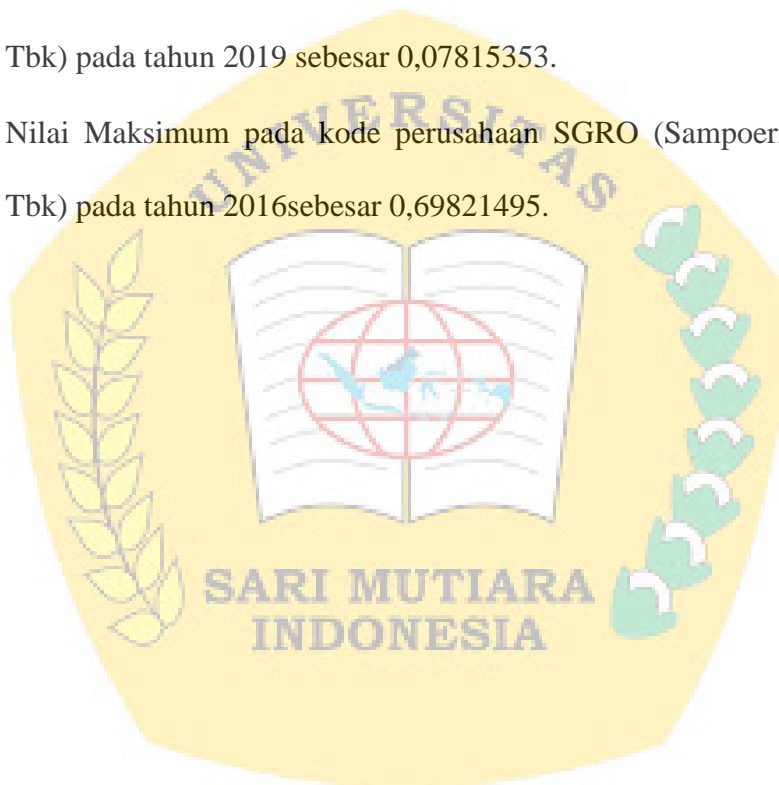 Tbk) pada tahun 2019 sebesar 0,07815353.
UNIVERSITAS
Nilai Maksimum pada kode perusahaan SGRO (Sampoer
Tbk) pada tahun 2016sebesar 0,69821495.
SARI MUTIARA
INDONESIA